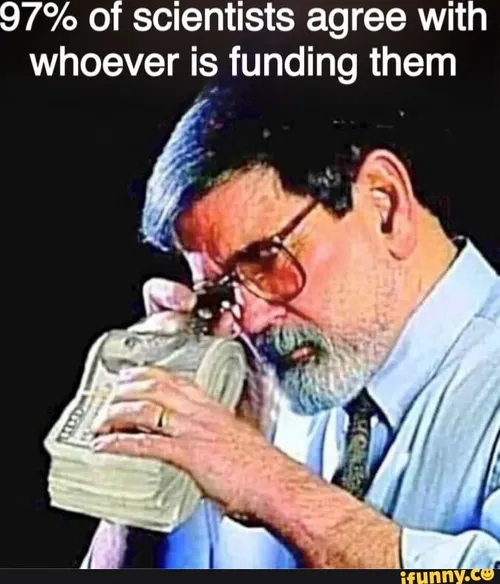 97% of scientists agree with
whoever is funding them
ifunny.co